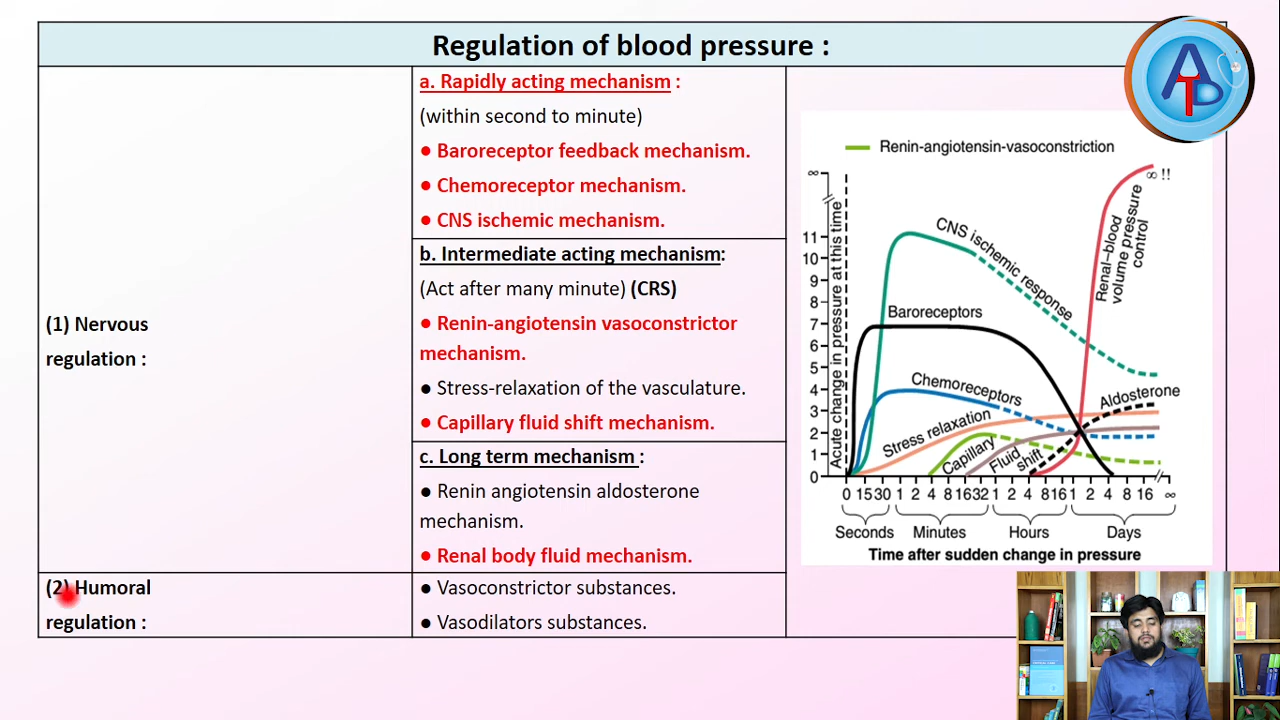 Regulation of blood pressure :
(1) Nervous
regulation :
a. Rapidly acting mechanism :
(within second to minute)
● Baroreceptor feedback mechanism.
● Chemoreceptor mechanism.
● CNS ischemic mechanism.
b. Intermediate acting mechanism:
(Act after many minute) (CRS)
● Renin-angiotensin vasoconstrictor
mechanism.
● Stress-relaxation of the vasculature.
● Capillary fluid shift mechanism.
c. Long term mechanism :
● Renin angiotensin aldosterone
mechanism.
● Renal body fluid mechanism.
(2) Humoral
regulation :
● Vasoconstrictor substances.
● Vasodilators substances.
ATB
Renin-angiotensin-vasoconstriction
Acute change in pressure at this time
∞
11
10
9
8
7
6
5
4
3
2
1
0
CNS ischemic response
Baroreceptors
Chemoreceptors
Stress relaxation
Capillary
Fluid
shift
Aldosterone
Renal–blood
volume pressure
control
∞ !!
0 15 30 1 2 4 8 16 32 1 2 4 8 16 1 2 4 8 16 ∞
Seconds Minutes Hours Days
Time after sudden change in pressure